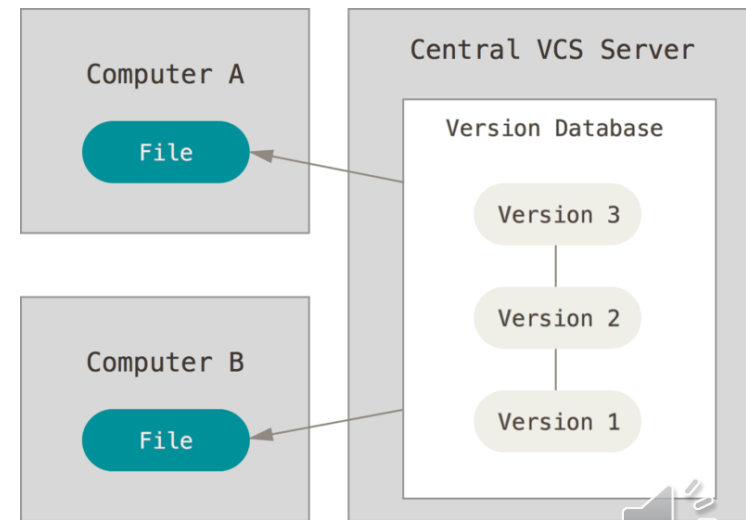 Computer A
File
Computer B
File
Central VCS Server
Version Database
Version 3
Version 2
Version 1